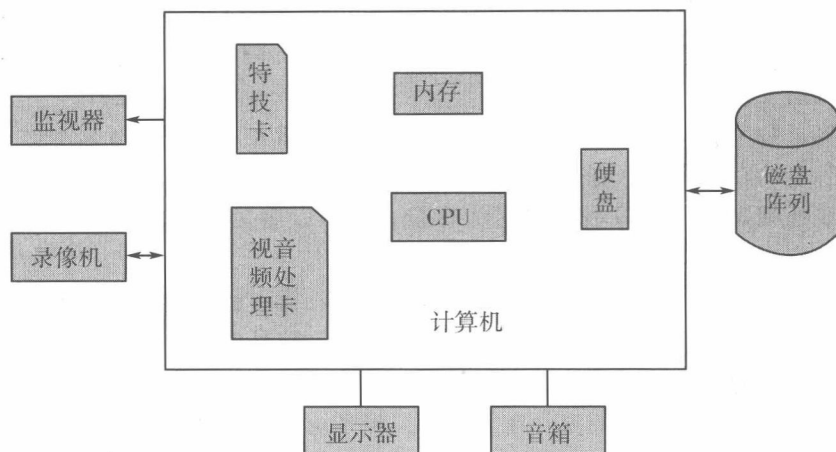 特
技
卡
内存
监视器
硬
盘
磁盘
阵列
CPU
录像机
视音
频处
理卡
计算机
显示器
音箱